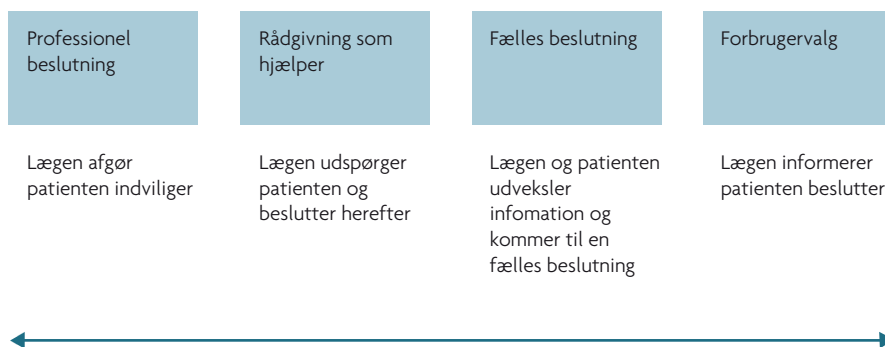 Professionel
beslutning
Rådgivning som
hjælper
Fælles beslutning
Forbrugervalg
Lægen afgør
patienten indviliger
Lægen udspørger
patienten og
beslutter herefter
Lægen og patienten
udveksler
infomation og
kommer til en
fælles beslutning
Lægen informerer
patienten beslutter